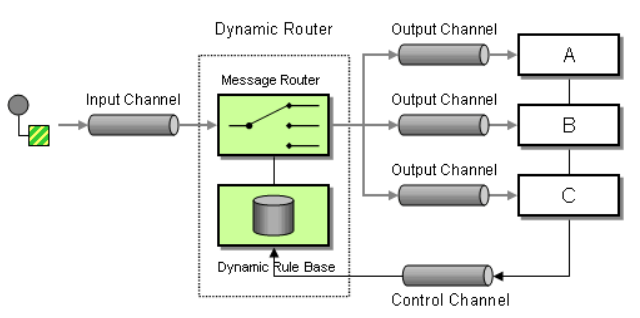 Dynamic Router
Output Channel
A
Message Router
Input Channel
Output Channel
B
Output Channel
C
Dynamic Rule Base
Control Channel